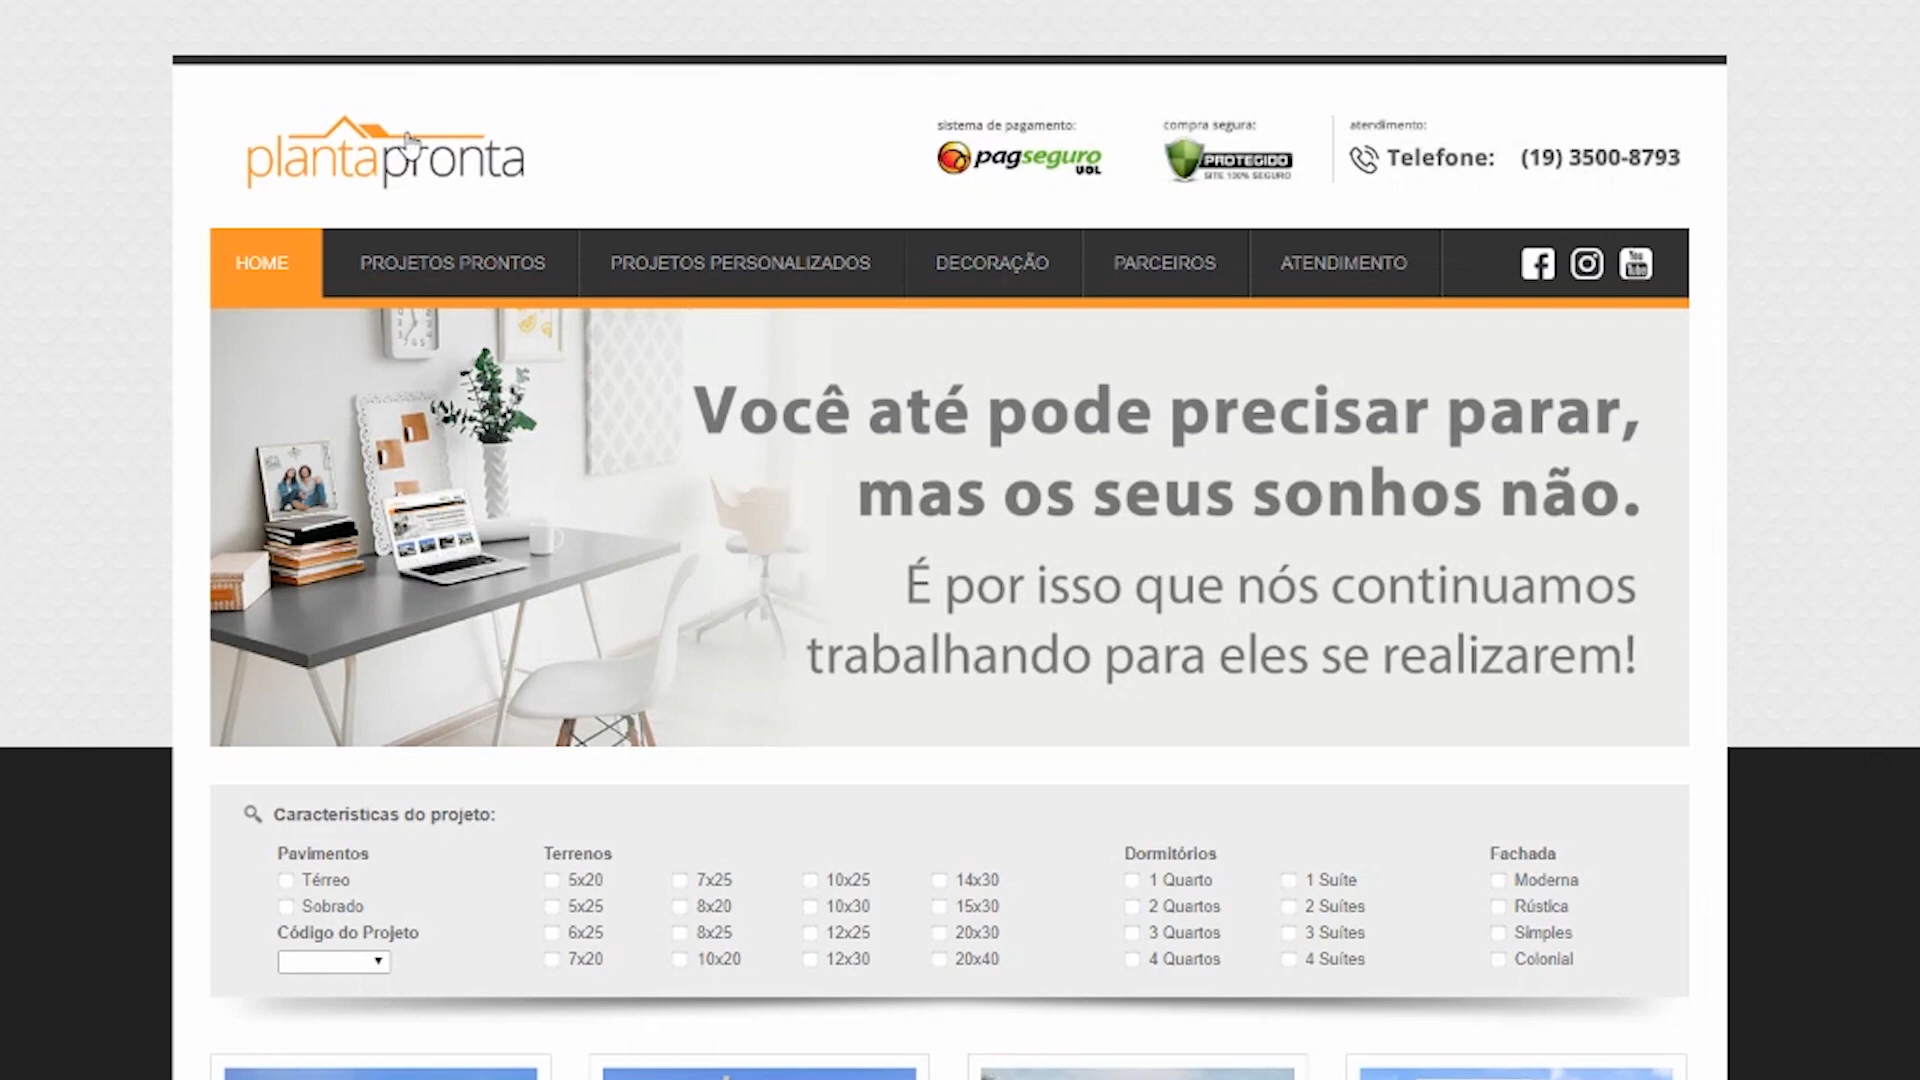 plantapronta
sistema de pagamento:
pagseguro
UOL
compra segura:
PROTEGIDO
SITE 100% SEGURO
atendimento:
Telefone: (19) 3500-8793
HOME PROJETOS PRONTOS PROJETOS PERSONALIZADOS DECORAÇÃO PARCEIROS ATENDIMENTO
You
Tube
Você até pode precisar parar,
mas os seus sonhos não.
É por isso que nós continuamos
trabalhando para eles se realizarem!
Características do projeto:
Pavimentos Terrenos Dormitórios Fachada
Térreo 5x20 7x25 10x25 14x30 1 Quarto 1 Suíte Moderna
Sobrado 5x25 8x20 10x30 15x30 2 Quartos 2 Suítes Rústica
Código do Projeto 6x25 8x25 12x25 20x30 3 Quartos 3 Suítes Simples
7x20 10x20 12x30 20x40 4 Quartos 4 Suítes Colonial